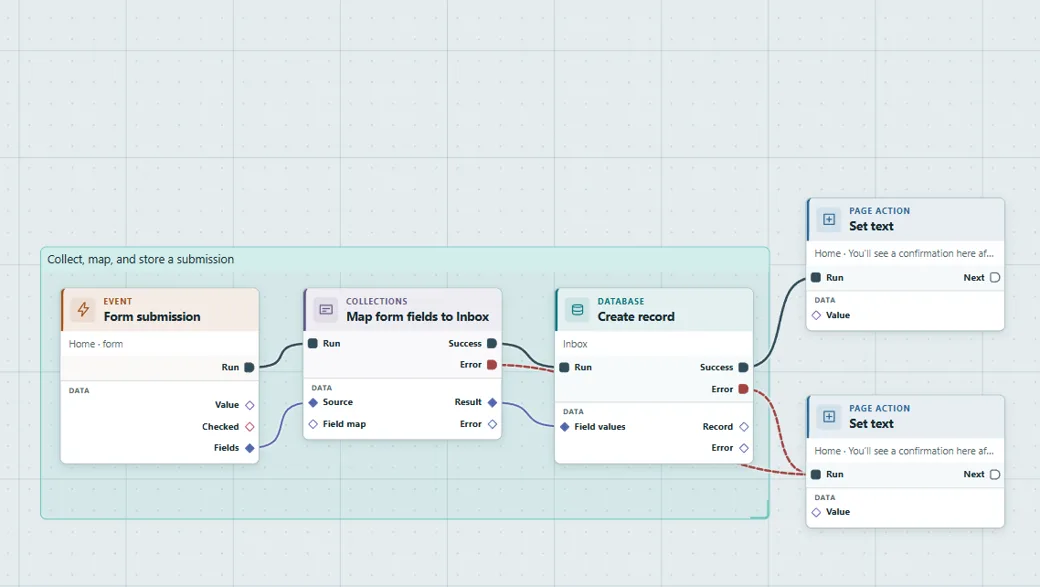 Collect, map, and store a submission
EVENT
Form submission
Home · form
Run
DATA
Value
Checked
Fields
COLLECTIONS
Map form fields to Inbox
Run Success
Error
DATA
Source Result
Field map Error
DATABASE
Create record
Inbox
Run Success
Error
DATA
Field values Record
Error
PAGE ACTION
Set text
Home · You'll see a confirmation here af...
Run Next
DATA
Value
PAGE ACTION
Set text
Home · You'll see a confirmation here af...
Run Next
DATA
Value